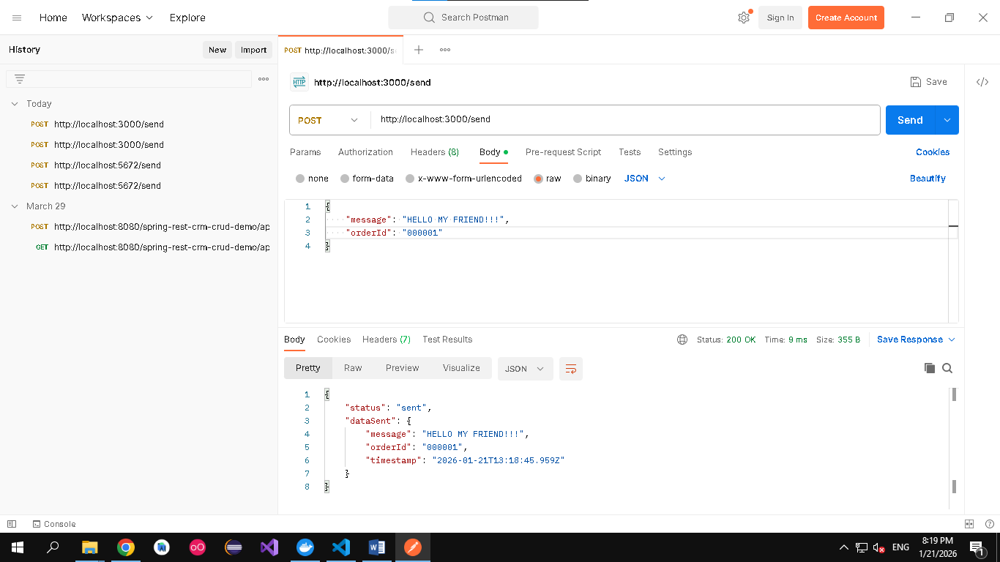 Home Workspaces Explore Search Postman Sign In Create Account
History New Import
POST http://localhost:3000/se
http://localhost:3000/send Save
Today
POST http://localhost:3000/send
POST http://localhost:3000/send
POST http://localhost:5672/send
POST http://localhost:5672/send
March 29
POST http://localhost:8080/spring-rest-crm-crud-demo/ap
GET http://localhost:8080/spring-rest-crm-crud-demo/ap
POST http://localhost:3000/send Send
Params Authorization Headers (8) Body Pre-request Script Tests Settings Cookies
none form-data x-www-form-urlencoded raw binary JSON Beautify
1 {
2 "message": "HELLO MY FRIEND!!!",
3 "orderId": "000001"
4 }
Body Cookies Headers (7) Test Results Status: 200 OK Time: 9 ms Size: 355 B Save Response
Pretty Raw Preview Visualize JSON
1 {
2 "status": "sent",
3 "dataSent": {
4 "message": "HELLO MY FRIEND!!!",
5 "orderId": "000001",
6 "timestamp": "2026-01-21T13:18:45.959Z"
7 }
8 }
Console
ENG 8:19 PM
1/21/2026 1